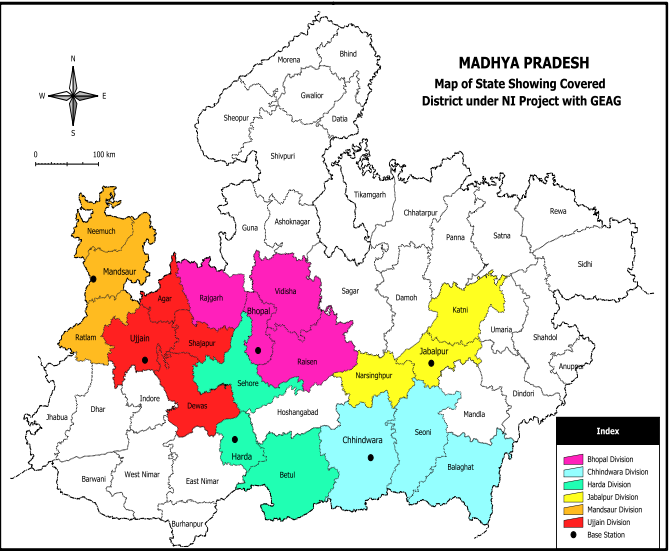 MADHYA PRADESH
Map of State Showing Covered
District under NI Project with GEAG
N
W
E
S
0
100 km
Morena
Bhind
Gwalior
Sheopur
Datia
Shivpuri
Tikamgarh
Chhatarpur
Rewa
Guna
Ashoknagar
Panna
Satna
Sidhi
Neemuch
Mandsaur
Agar
Rajgarh
Vidisha
Sagar
Damoh
Katni
Bhopal
Umaria
Shahdol
Ratlam
Ujjain
Shajapur
Raisen
Jabalpur
Anuppur
Narsinghpur
Sehore
Dindori
Indore
Dewas
Dhar
Jhabua
Hoshangabad
Mandla
Seoni
Chhindwara
Harda
Balaghat
Betul
West Nimar
Barwani
East Nimar
Burhanpur
Index
Bhopal Division
Chhindwara Division
Harda Division
Jabalpur Division
Mandsaur Division
Ujjain Division
Base Station